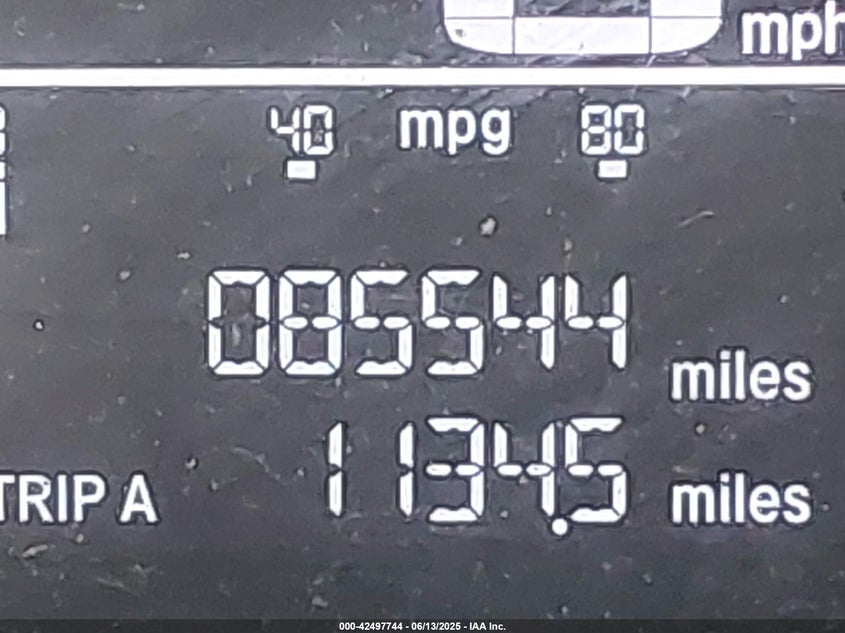 mph
40 mpg 80
085544 miles
TRIP A 1134.5 miles
000-42497744 - 06/13/2025 - IAA Inc.